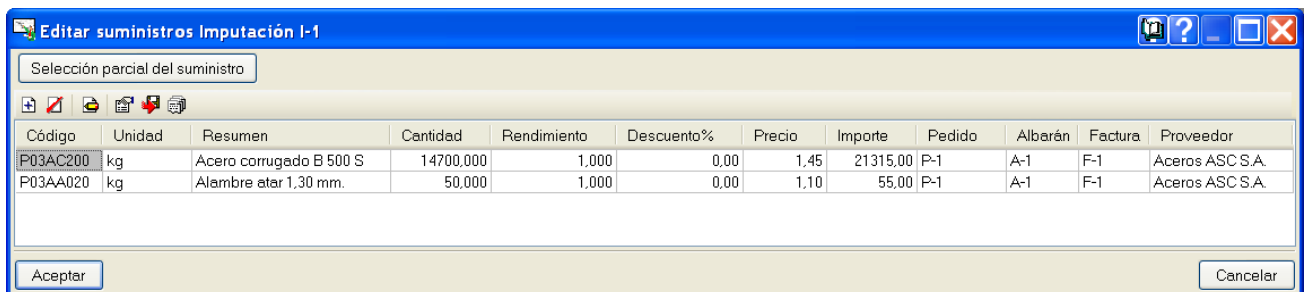 Editar suministros Imputación I-1
Selección parcial del suministro
Código Unidad Resumen Cantidad Rendimiento Descuento% Precio Importe Pedido Albarán Factura Proveedor
P03AC200 kg Acero corrugado B 500 S 14700,000 1,000 0,00 1,45 21315,00 P-1 A-1 F-1 Aceros ASC S.A.
P03AA020 kg Alambre atar 1,30 mm. 50,000 1,000 0,00 1,10 55,00 P-1 A-1 F-1 Aceros ASC S.A.
Aceptar Cancelar